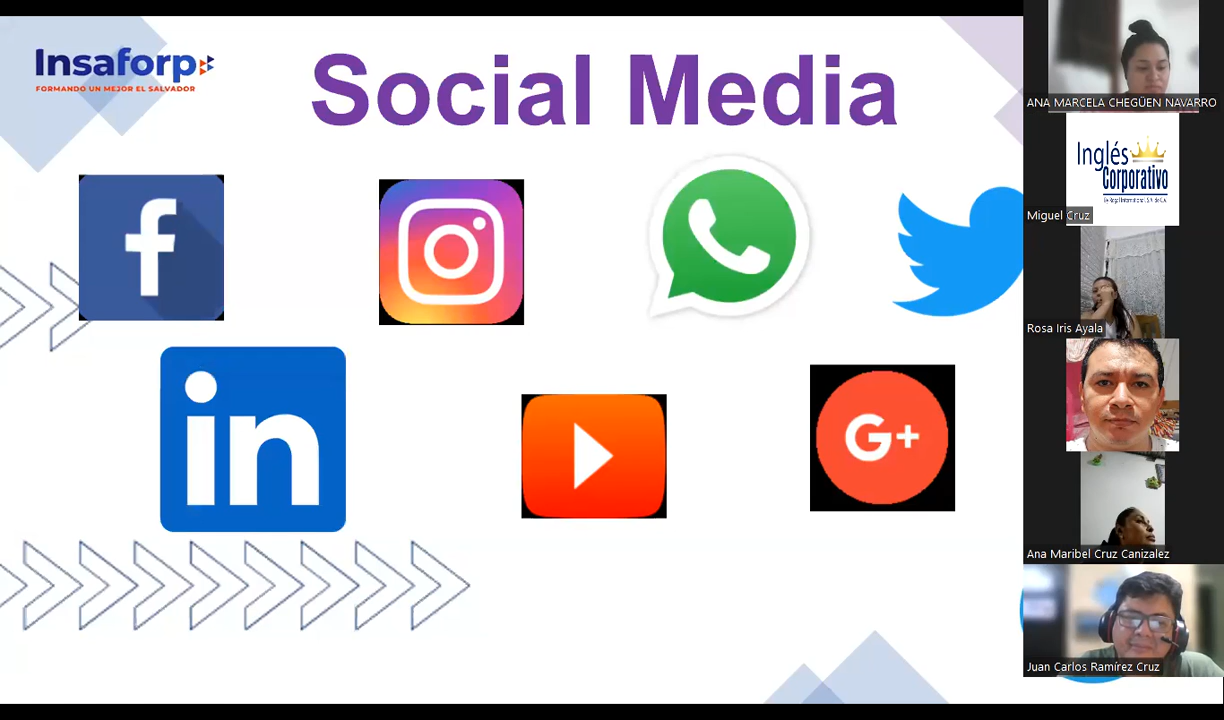 Insaforp
FORMANDO UN MEJOR EL SALVADOR
Social Media
f
in
G+
ANA MARCELA CHEGÜEN NAVARRO
Inglés
Corporativo
Miguel Cruz
Rosa Iris Ayala
Ana Maribel Cruz Canizalez
Juan Carlos Ramírez Cruz